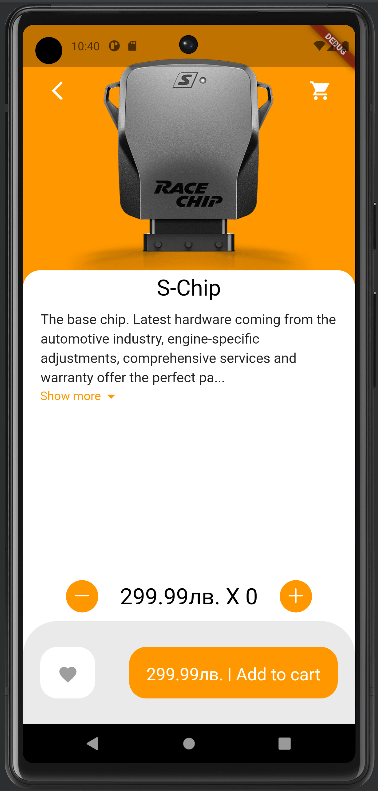 10:40
DEBUG
S
RACE
CHIP
S-Chip
The base chip. Latest hardware coming from the
automotive industry, engine-specific
adjustments, comprehensive services and
warranty offer the perfect pa...
Show more
299.99лв. X 0
299.99лв. | Add to cart